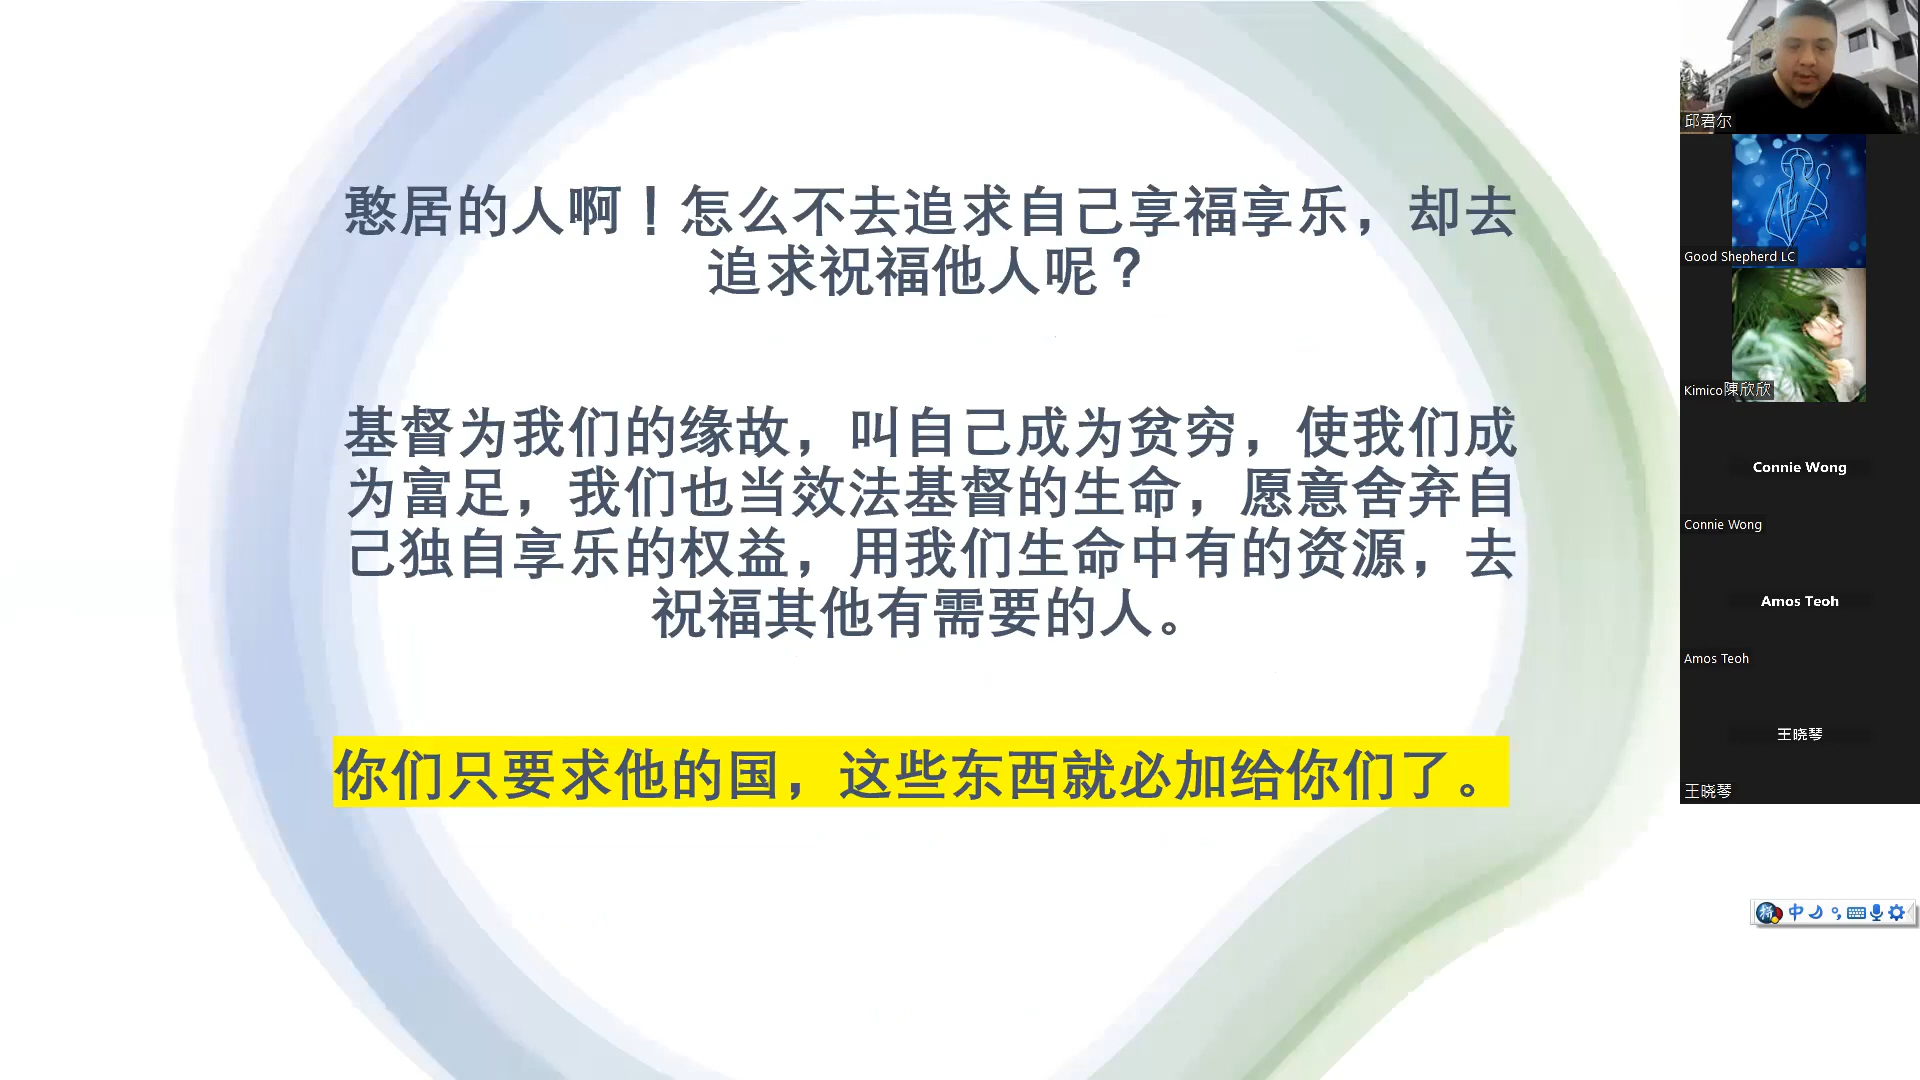 憨居的人啊！怎么不去追求自己享福享乐，却去
追求祝福他人呢？
基督为我们的缘故，叫自己成为贫穷，使我们成
为富足，我们也当效法基督的生命，愿意舍弃自
己独自享乐的权益，用我们生命中有的资源，去
祝福其他有需要的人。
你们只要求他的国，这些东西就必加给你们了。
邱君尔
Good Shepherd LC
Kimico陳欣欣
Connie Wong
Connie Wong
Amos Teoh
Amos Teoh
王晓琴
王晓琴
拼 中